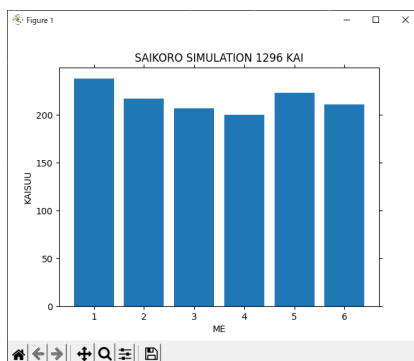 Figure 1
SAIKORO SIMULATION 1296 KAI
KAISUU
200
150
100
50
0
1 2 3 4 5 6
ME